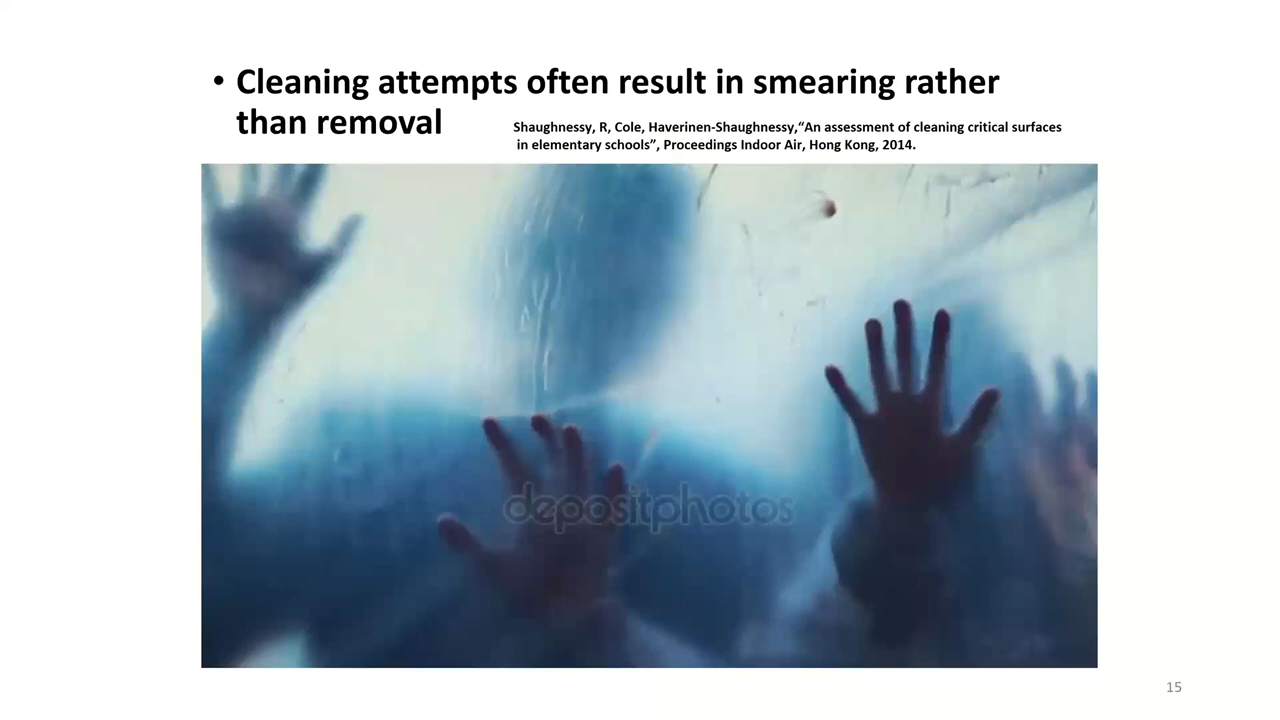 • Cleaning attempts often result in smearing rather
than removal
Shaughnessy, R, Cole, Haverinen-Shaughnessy,“An assessment of cleaning critical surfaces
in elementary schools”, Proceedings Indoor Air, Hong Kong, 2014.
depositphotos
15